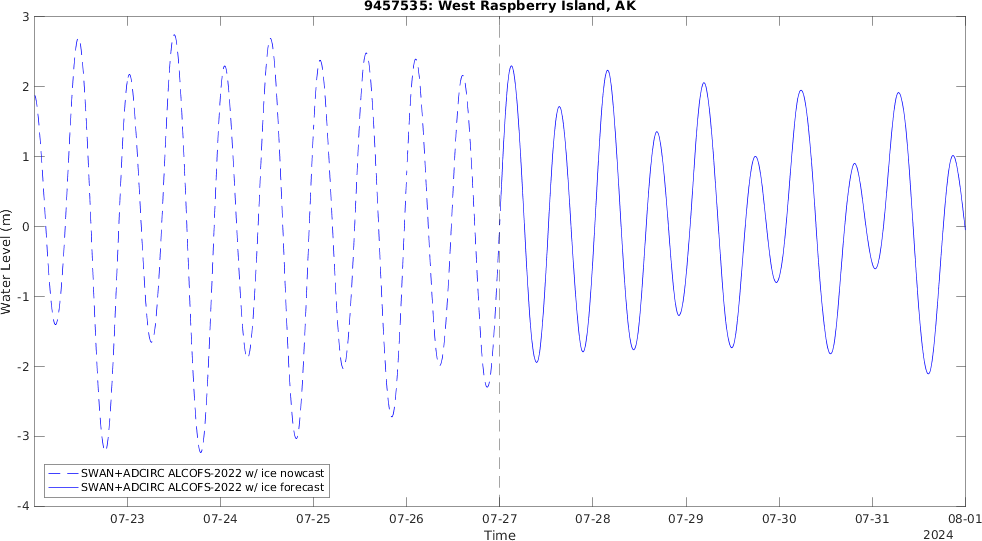 9457535: West Raspberry Island, AK
3
2
1
0
-1
-2
-3
-4
Water Level (m)
SWAN+ADCIRC ALCOFS-2022 w/ ice nowcast
SWAN+ADCIRC ALCOFS-2022 w/ ice forecast
07-23 07-24 07-25 07-26 07-27 07-28 07-29 07-30 07-31 08-01
Time
2024